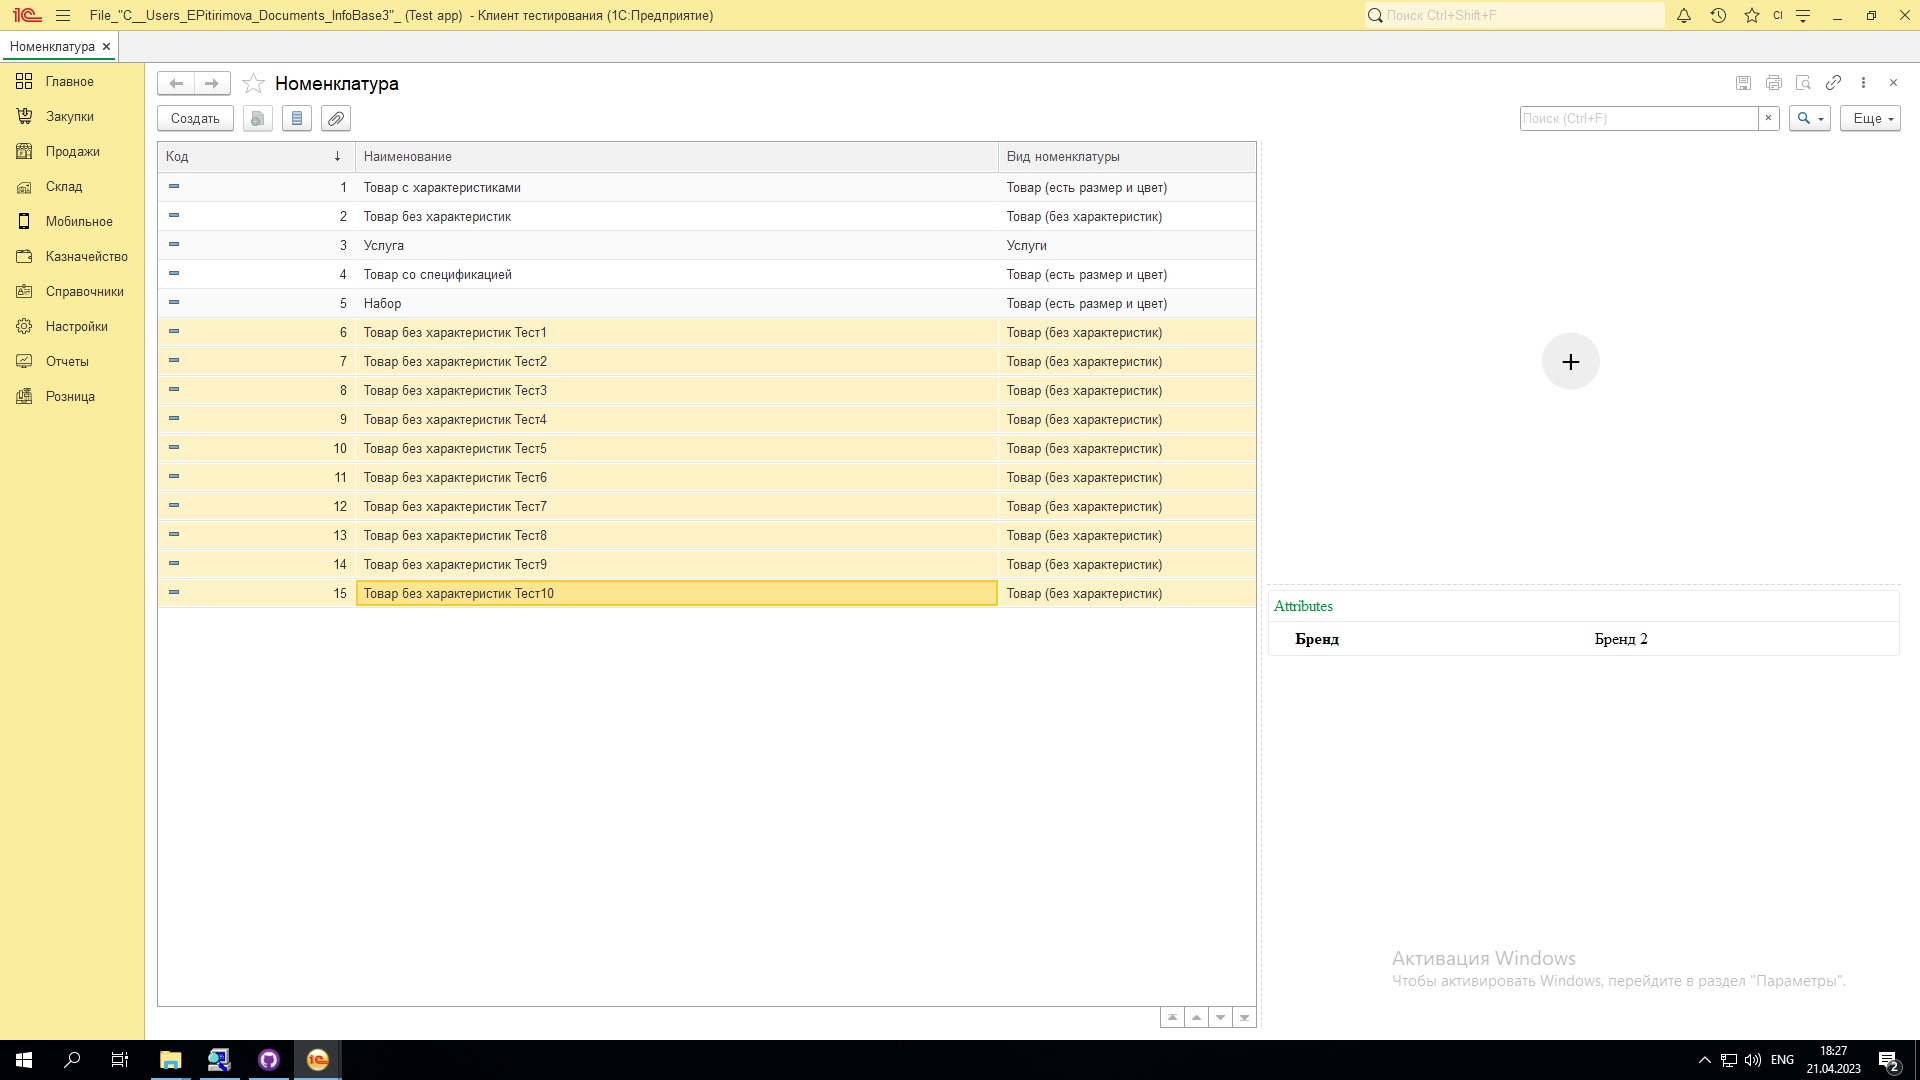 File_"C__Users_EPitirimova_Documents_InfoBase3"_ (Test app) - Клиент тестирования (1С:Предприятие)
Поиск Ctrl+Shift+F
CI
Номенклатура
Главное
Закупки
Продажи
Склад
Мобильное
Казначейство
Справочники
Настройки
Отчеты
Розница
Номенклатура
Создать
Поиск (Ctrl+F)
Еще
Код Наименование Вид номенклатуры
1 Товар с характеристиками Товар (есть размер и цвет)
2 Товар без характеристик Товар (без характеристик)
3 Услуга Услуги
4 Товар со спецификацией Товар (есть размер и цвет)
5 Набор Товар (есть размер и цвет)
6 Товар без характеристик Тест1 Товар (без характеристик)
7 Товар без характеристик Тест2 Товар (без характеристик)
8 Товар без характеристик Тест3 Товар (без характеристик)
9 Товар без характеристик Тест4 Товар (без характеристик)
10 Товар без характеристик Тест5 Товар (без характеристик)
11 Товар без характеристик Тест6 Товар (без характеристик)
12 Товар без характеристик Тест7 Товар (без характеристик)
13 Товар без характеристик Тест8 Товар (без характеристик)
14 Товар без характеристик Тест9 Товар (без характеристик)
15 Товар без характеристик Тест10 Товар (без характеристик)
Attributes
Бренд Бренд 2
Активация Windows
Чтобы активировать Windows, перейдите в раздел "Параметры".
ENG
18:27
21.04.2023
2